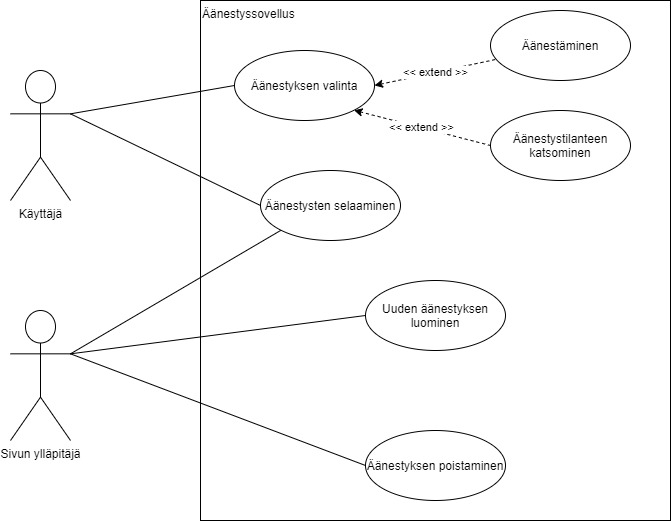 Äänestyssovellus
Äänestäminen
<< extend >>
Äänestyksen valinta
<< extend >>
Äänestystilanteen
katsominen
Käyttäjä
Äänestysten selaaminen
Uuden äänestyksen
luominen
Sivun ylläpitäjä
Äänestyksen poistaminen